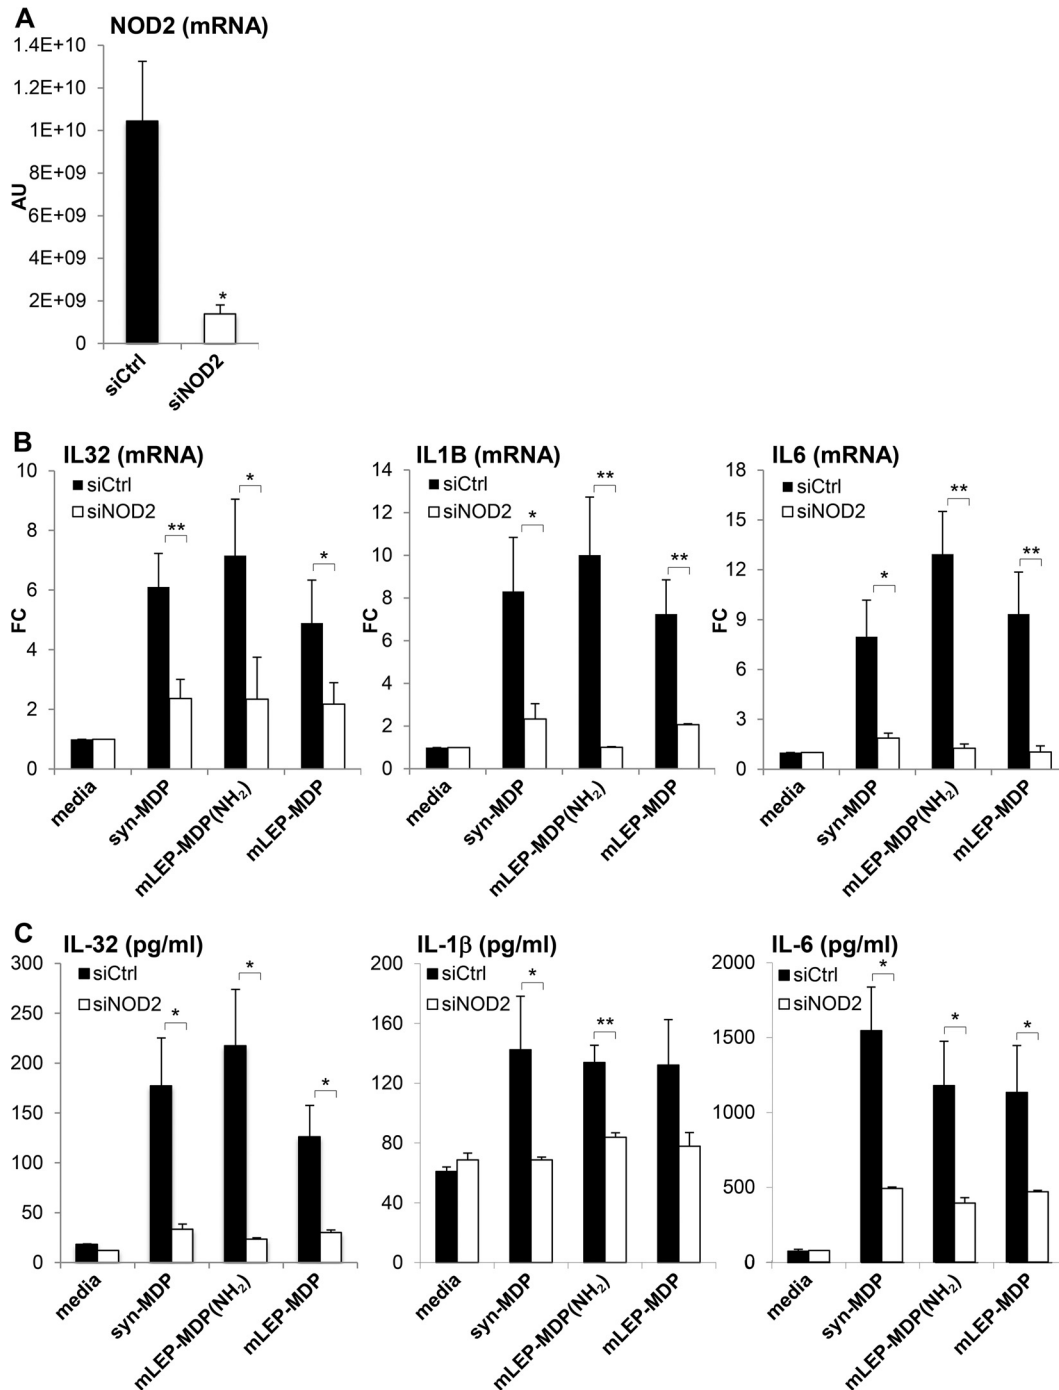 A
NOD2 (mRNA)
1.4E+10
1.2E+10
1E+10
8E+09
6E+09
4E+09
2E+09
0
AU
*
siCtrl
siNOD2
B
IL32 (mRNA)
10
8
6
4
2
0
FC
siCtrl
siNOD2
**
*
*
media
syn-MDP
mLEP-MDP(NH₂)
mLEP-MDP
IL1B (mRNA)
14
12
10
8
6
4
2
0
FC
siCtrl
siNOD2
*
**
**
media
syn-MDP
mLEP-MDP(NH₂)
mLEP-MDP
IL6 (mRNA)
18
15
12
9
6
3
0
FC
siCtrl
siNOD2
*
**
**
media
syn-MDP
mLEP-MDP(NH₂)
mLEP-MDP
C
IL-32 (pg/ml)
300
250
200
150
100
50
0
siCtrl
siNOD2
*
*
*
media
syn-MDP
mLEP-MDP(NH₂)
mLEP-MDP
IL-1β (pg/ml)
200
160
120
80
40
0
siCtrl
siNOD2
*
**
media
syn-MDP
mLEP-MDP(NH₂)
mLEP-MDP
IL-6 (pg/ml)
2000
1500
1000
500
0
siCtrl
siNOD2
*
*
*
media
syn-MDP
mLEP-MDP(NH₂)
mLEP-MDP